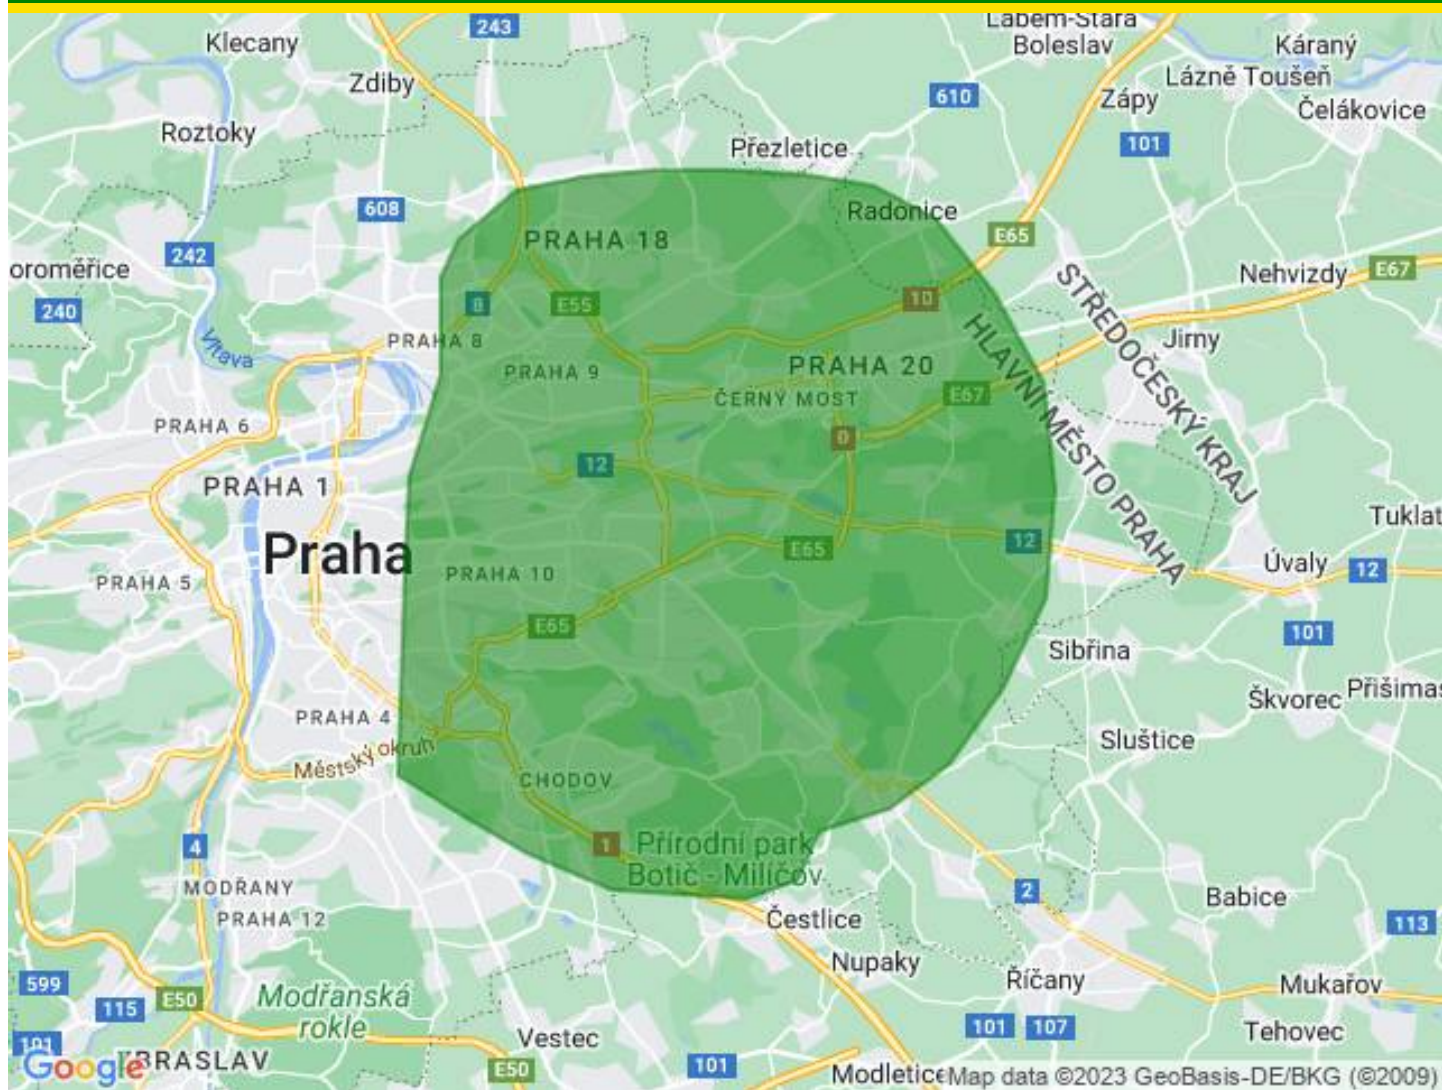 243
Labem-Stará
Boleslav
Klecany
Káraný
Lázně Toušeň
Zdiby
610
Zápy
Čelákovice
Roztoky
101
Přezletice
608
Radonice
E65
PRAHA 18
242
oroměřice
240
Nehvizdy
E67
8
E55
10
STŘEDOČESKÝ KRAJ
HLAVNÍ MĚSTO PRAHA
Vltava
PRAHA 8
Jirny
PRAHA 9
PRAHA 20
ČERNÝ MOST
E67
PRAHA 6
0
12
PRAHA 1
Tuklat
Praha
E65
12
Úvaly
12
PRAHA 5
PRAHA 10
E65
101
Sibřina
Škvorec
Přišimas
PRAHA 4
Městský okruh
Sluštice
CHODOV
4
1
Přírodní park
Botič - Milíčov
MODŘANY
2
Babice
PRAHA 12
Čestlice
113
Nupaky
Říčany
Mukařov
599
115
E50
Modřanská
rokle
101
107
Tehovec
Vestec
101
ZBRASLAV
E50
101
Modletice
Google
Map data ©2023 GeoBasis-DE/BKG (©2009)